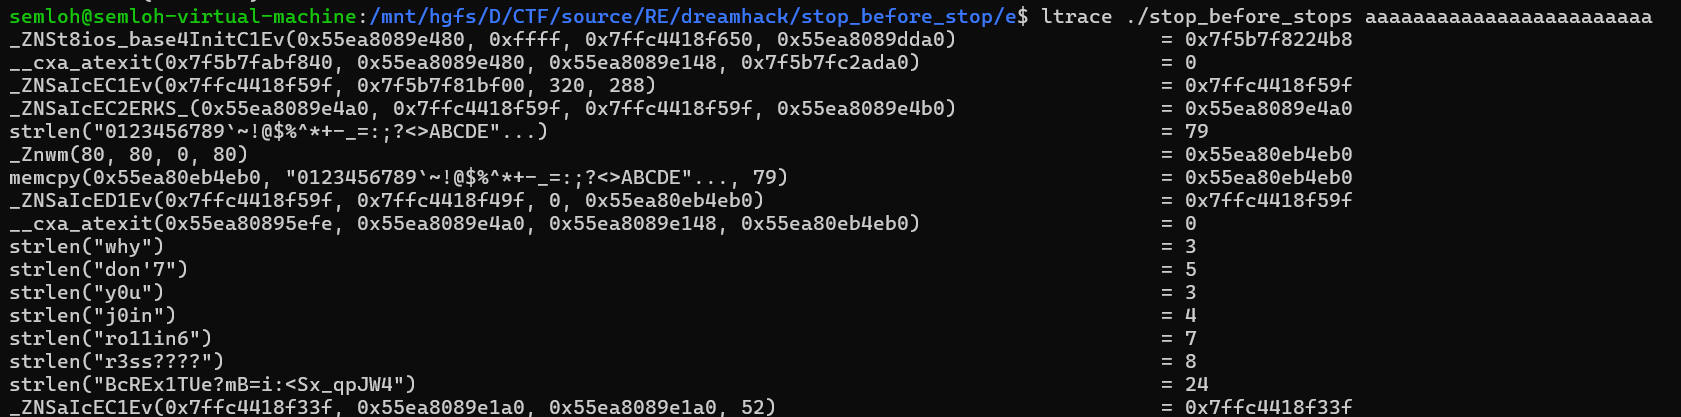 semloh@semloh-virtual-machine:/mnt/hgfs/D/CTF/source/RE/dreamhack/stop_before_stop/e$ ltrace ./stop_before_stops aaaaaaaaaaaaaaaaaaaaaaaa
_ZNSt8ios_base4InitC1Ev(0x55ea8089e480, 0xffff, 0x7ffc4418f650, 0x55ea8089dda0) = 0x7f5b7f8224b8
__cxa_atexit(0x7f5b7fabf840, 0x55ea8089e480, 0x55ea8089e148, 0x7f5b7fc2ada0) = 0
_ZNSaIcEC1Ev(0x7ffc4418f59f, 0x7f5b7f81bf00, 320, 288) = 0x7ffc4418f59f
_ZNSaIcEC2ERKS_(0x55ea8089e4a0, 0x7ffc4418f59f, 0x7ffc4418f59f, 0x55ea8089e4b0) = 0x55ea8089e4a0
strlen("0123456789`~!@$%^*+-_=:;?<>ABCDE"...) = 79
_Znwm(80, 80, 0, 80) = 0x55ea80eb4eb0
memcpy(0x55ea80eb4eb0, "0123456789`~!@$%^*+-_=:;?<>ABCDE"..., 79) = 0x55ea80eb4eb0
_ZNSaIcED1Ev(0x7ffc4418f59f, 0x7ffc4418f49f, 0, 0x55ea80eb4eb0) = 0x7ffc4418f59f
__cxa_atexit(0x55ea80895efe, 0x55ea8089e4a0, 0x55ea8089e148, 0x55ea80eb4eb0) = 0
strlen("why") = 3
strlen("don'7") = 5
strlen("y0u") = 3
strlen("j0in") = 4
strlen("ro11in6") = 7
strlen("r3ss????") = 8
strlen("BcREx1TUe?mB=i:<Sx_qpJW4") = 24
_ZNSaIcEC1Ev(0x7ffc4418f33f, 0x55ea8089e1a0, 0x55ea8089e1a0, 52) = 0x7ffc4418f33f